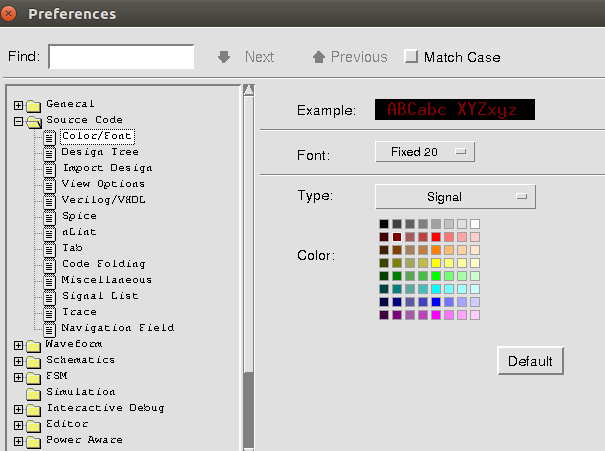 Preferences
Find:
Next
Previous
Match Case
General
Source Code
Color/Font
Design Tree
Import Design
View Options
Verilog/VHDL
Spice
nLint
Tab
Code Folding
Miscellaneous
Signal List
Trace
Navigation Field
Waveform
Schematics
FSM
Simulation
Interactive Debug
Editor
Power Aware
Example: ABCabc XYZxyz
Font: Fixed 20
Type: Signal
Color:
Default